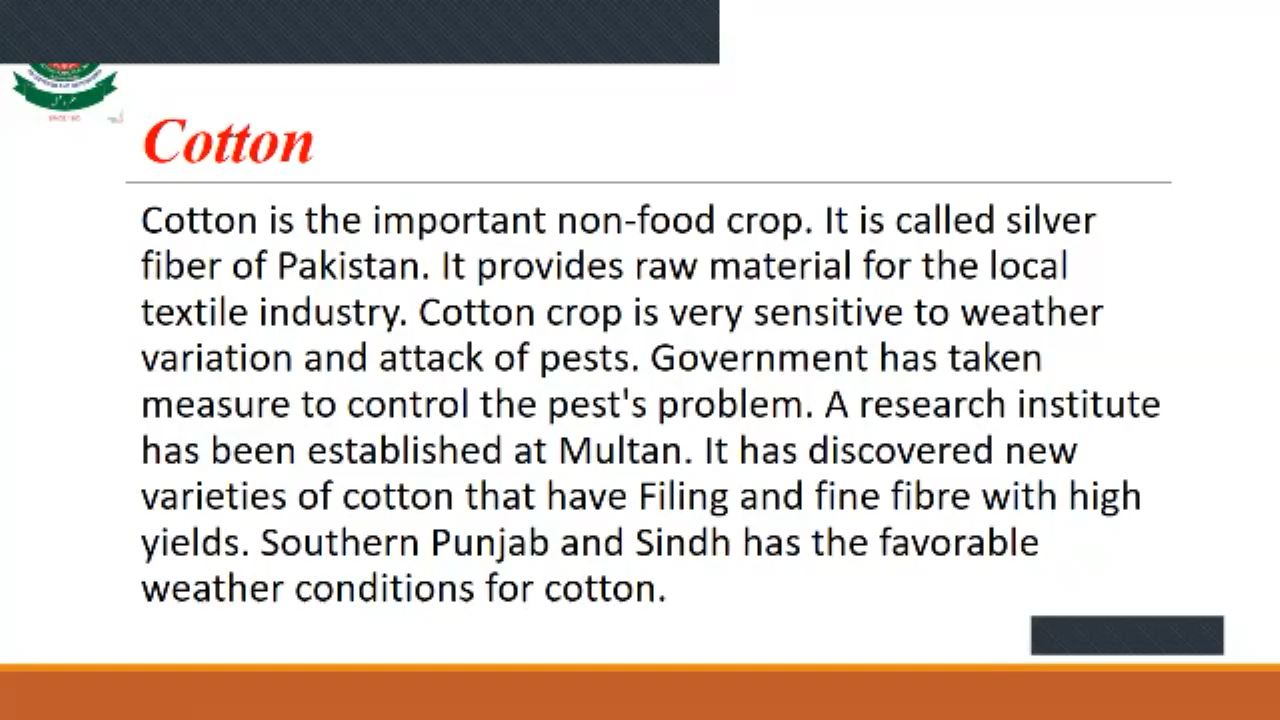 Cotton
Cotton is the important non-food crop. It is called silver
fiber of Pakistan. It provides raw material for the local
textile industry. Cotton crop is very sensitive to weather
variation and attack of pests. Government has taken
measure to control the pest's problem. A research institute
has been established at Multan. It has discovered new
varieties of cotton that have Filing and fine fibre with high
yields. Southern Punjab and Sindh has the favorable
weather conditions for cotton.